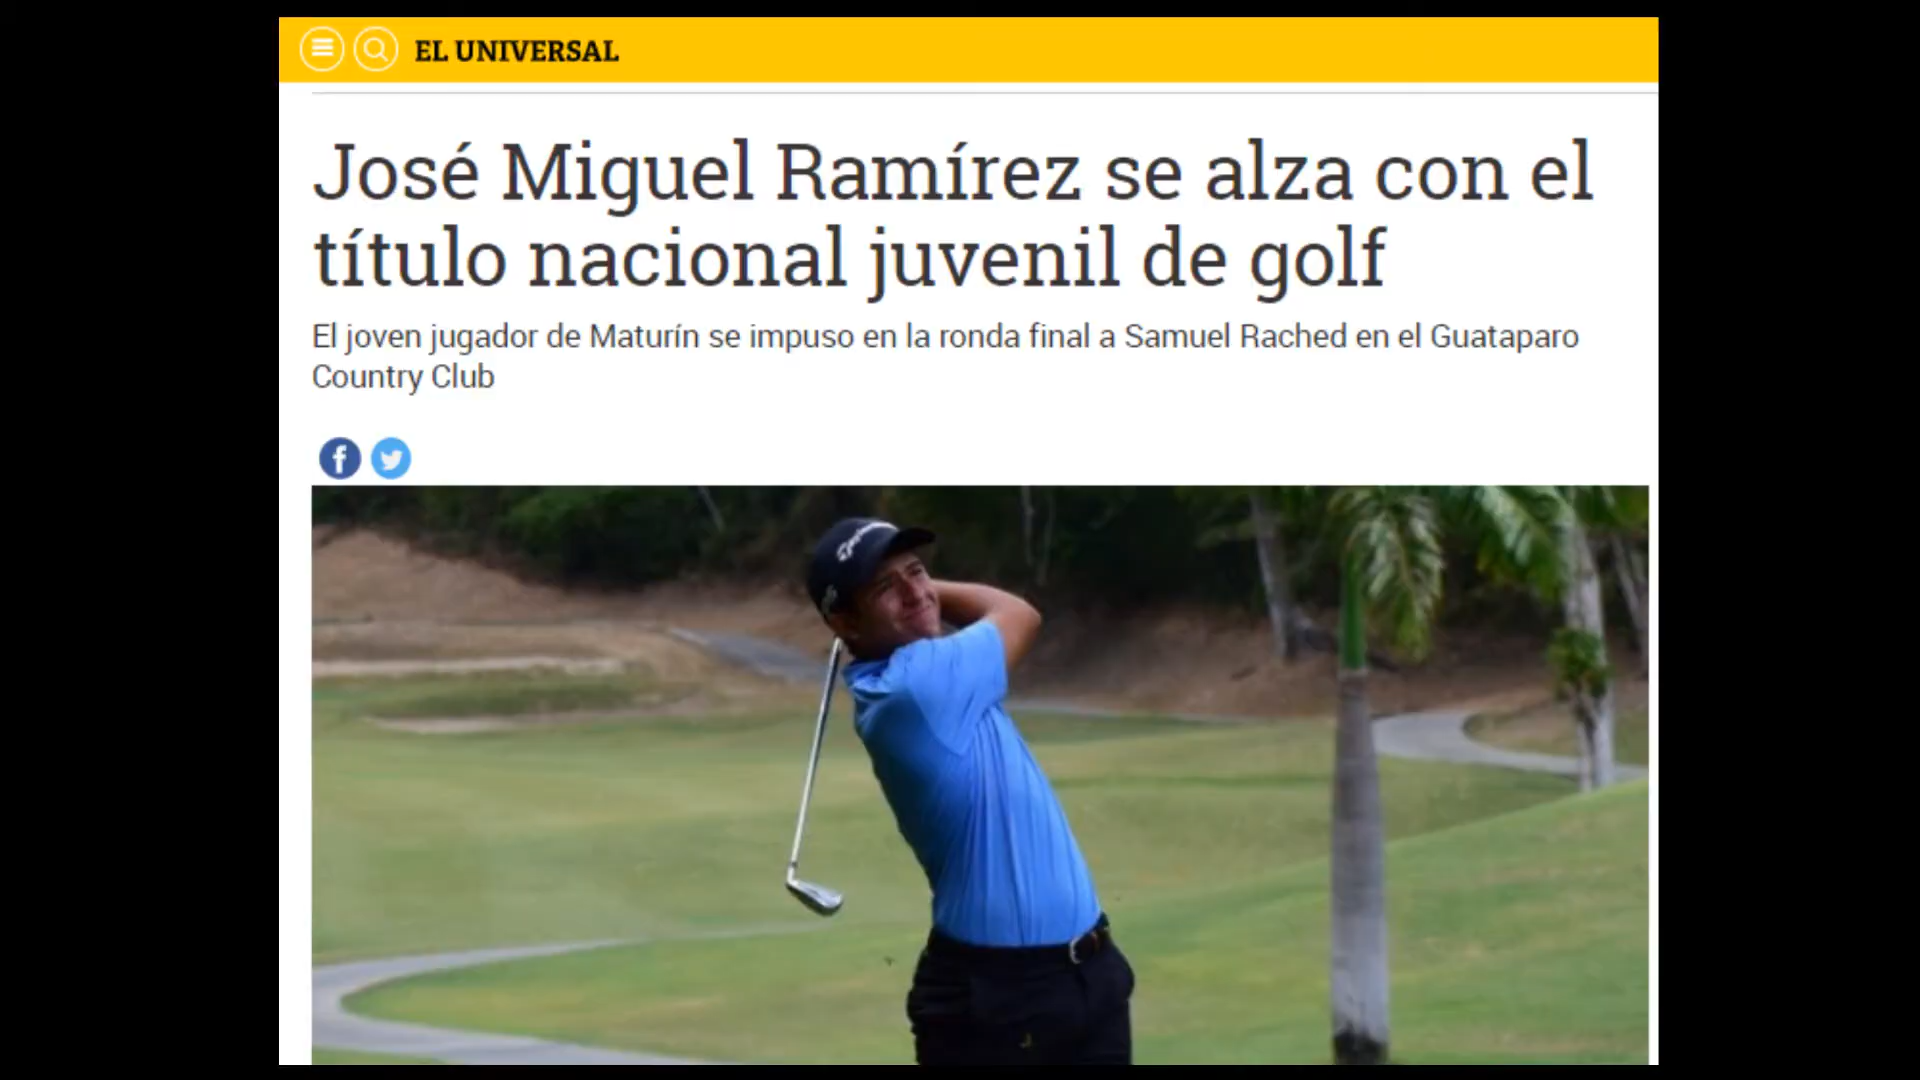 EL UNIVERSAL
José Miguel Ramírez se alza con el
título nacional juvenil de golf
El joven jugador de Maturín se impuso en la ronda final a Samuel Rached en el Guataparo
Country Club